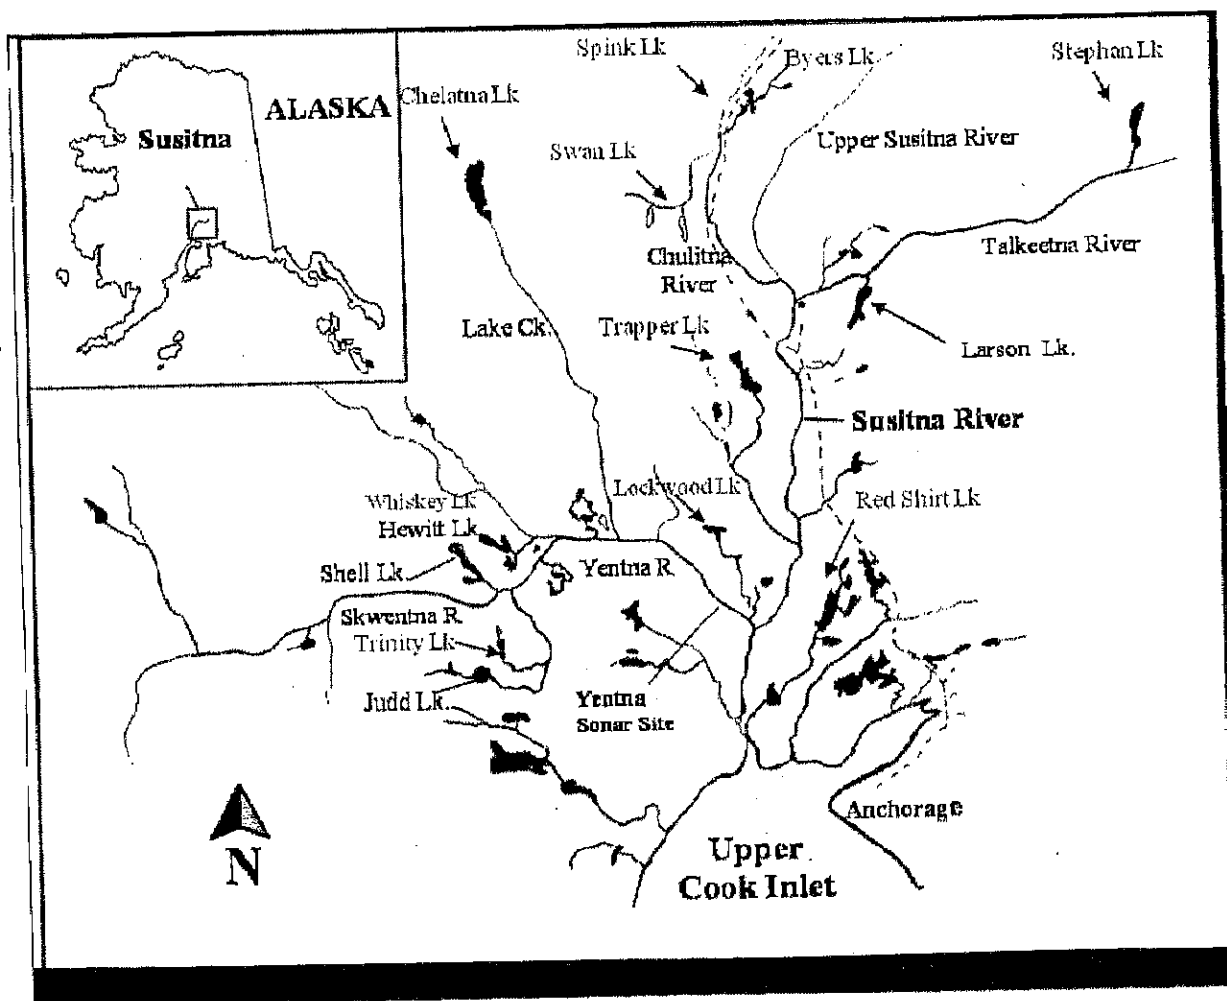 Spink Lk
Byers Lk.
Stephan Lk
ALASKA
Chelatna Lk
Susitna
Upper Susitna River
Swan Lk
Talkeetna River
Chulitna
River
Lake Ck.
Trapper Lk
Larson Lk.
Susitna River
Whiskey Lk
Hewitt Lk
Lockwood Lk
Red Shirt Lk
Shell Lk.
Yentna R.
Skwentna R.
Trinity Lk
Judd Lk.
Yentna
Sonar Site
Anchorage
N
Upper
Cook Inlet